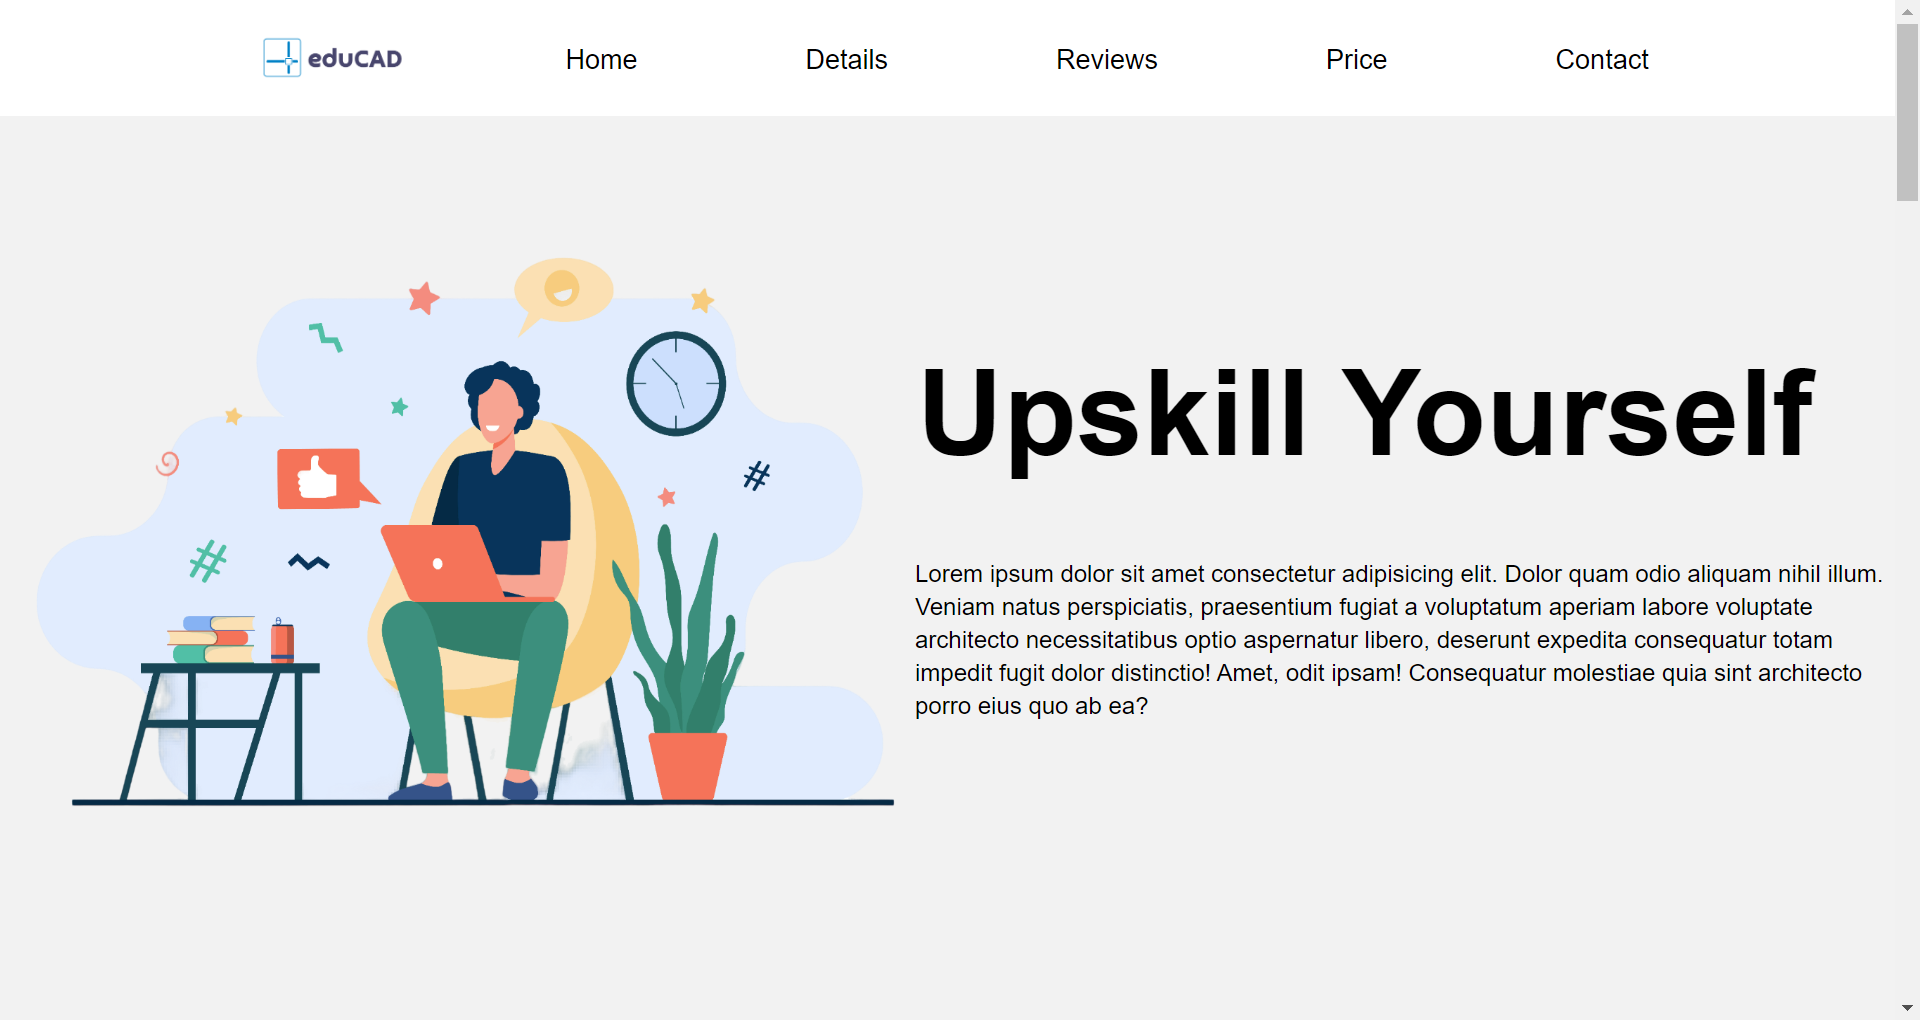 eduCAD Home Details Reviews Price Contact
Upskill Yourself
Lorem ipsum dolor sit amet consectetur adipisicing elit. Dolor quam odio aliquam nihil illum.
Veniam natus perspiciatis, praesentium fugiat a voluptatum aperiam labore voluptate
architecto necessitatibus optio aspernatur libero, deserunt expedita consequatur totam
impedit fugit dolor distinctio! Amet, odit ipsam! Consequatur molestiae quia sint architecto
porro eius quo ab ea?